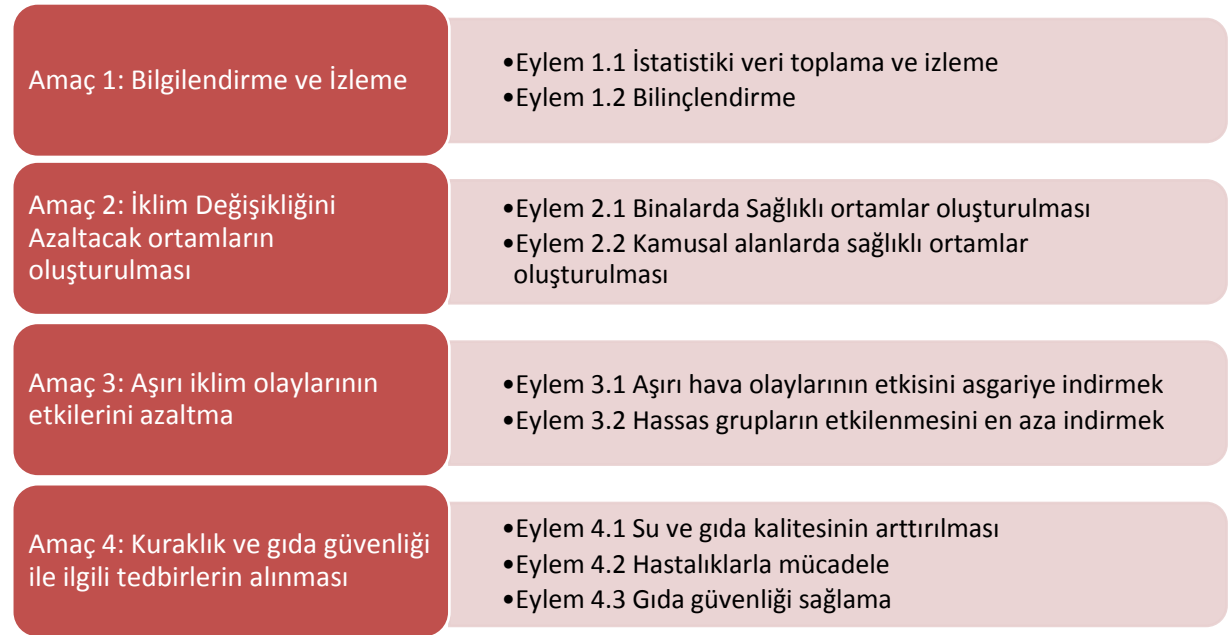 Amaç 1: Bilgilendirme ve İzleme
•Eylem 1.1 İstatistiki veri toplama ve izleme
•Eylem 1.2 Bilinçlendirme
Amaç 2: İklim Değişikliğini
Azaltacak ortamların
oluşturulması
•Eylem 2.1 Binalarda Sağlıklı ortamlar oluşturulması
•Eylem 2.2 Kamusal alanlarda sağlıklı ortamlar
oluşturulması
Amaç 3: Aşırı iklim olaylarının
etkilerini azaltma
•Eylem 3.1 Aşırı hava olaylarının etkisini asgariye indirmek
•Eylem 3.2 Hassas grupların etkilenmesini en aza indirmek
Amaç 4: Kuraklık ve gıda güvenliği
ile ilgili tedbirlerin alınması
•Eylem 4.1 Su ve gıda kalitesinin arttırılması
•Eylem 4.2 Hastalıklarla mücadele
•Eylem 4.3 Gıda güvenliği sağlama